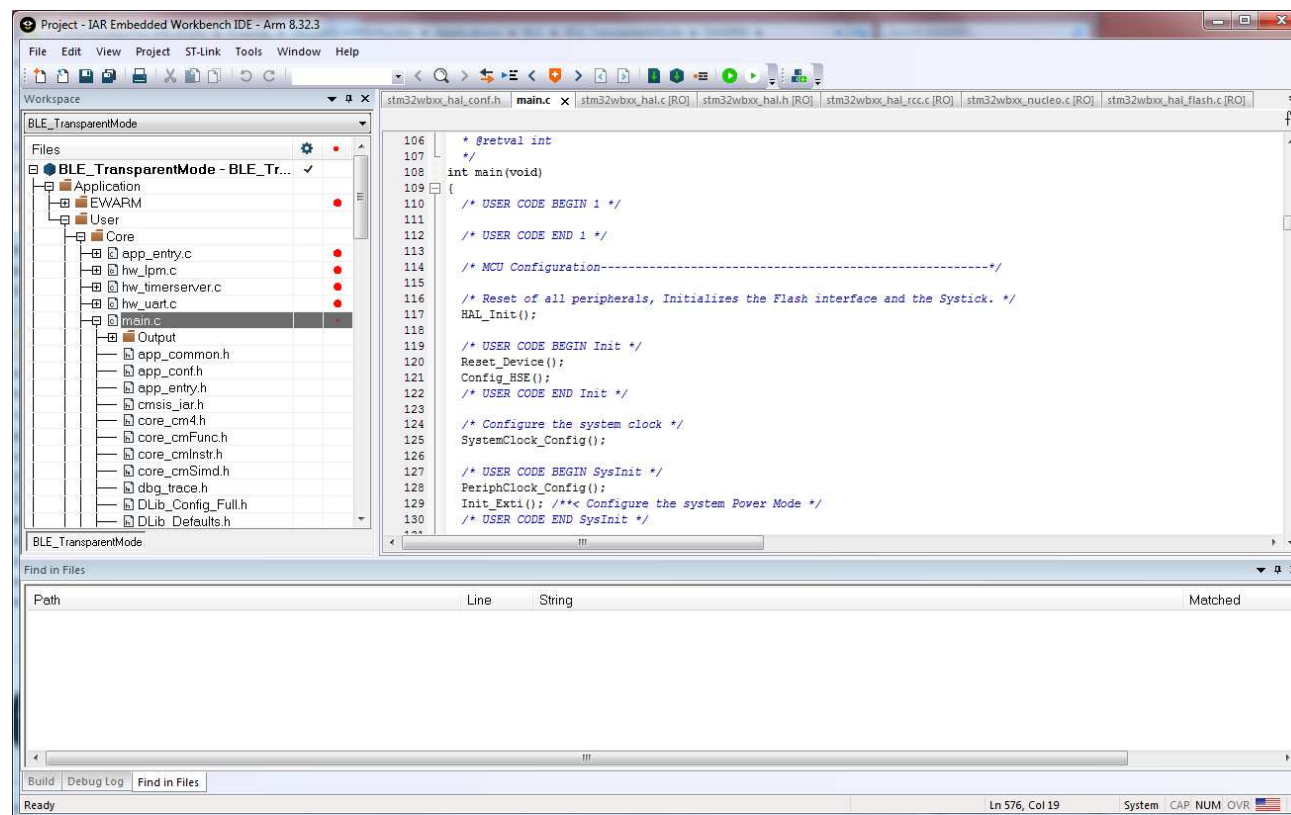 Project - IAR Embedded Workbench IDE - Arm 8.32.3
File Edit View Project ST-Link Tools Window Help
Workspace
BLE_TransparentMode
Files
BLE_TransparentMode - BLE_Tr...
Application
EWARM
User
Core
app_entry.c
hw_lpm.c
hw_timerserver.c
hw_uart.c
main.c
Output
app_common.h
app_conf.h
app_entry.h
cmsis_iar.h
core_cm4.h
core_cmFunc.h
core_cmInstr.h
core_cmSimd.h
dbg_trace.h
DLib_Config_Full.h
DLib_Defaults.h
BLE_TransparentMode
stm32wbxx_hal_conf.h main.c x stm32wbxx_hal.c [RO] stm32wbxx_hal.h [RO] stm32wbxx_hal_rcc.c [RO] stm32wbxx_nucleo.c [RO] stm32wbxx_hal_flash.c [RO]
106 * @retval int
107 */
108 int main(void)
109 {
110 /* USER CODE BEGIN 1 */
111
112 /* USER CODE END 1 */
113
114 /* MCU Configuration--------------------------------------------------------*/
115
116 /* Reset of all peripherals, Initializes the Flash interface and the Systick. */
117 HAL_Init();
118
119 /* USER CODE BEGIN Init */
120 Reset_Device();
121 Config_HSE();
122 /* USER CODE END Init */
123
124 /* Configure the system clock */
125 SystemClock_Config();
126
127 /* USER CODE BEGIN SysInit */
128 PeriphClock_Config();
129 Init_Exti(); /**< Configure the system Power Mode */
130 /* USER CODE END SysInit */
Find in Files
Path Line String Matched
Build Debug Log Find in Files
Ready Ln 576, Col 19 System CAP NUM OVR